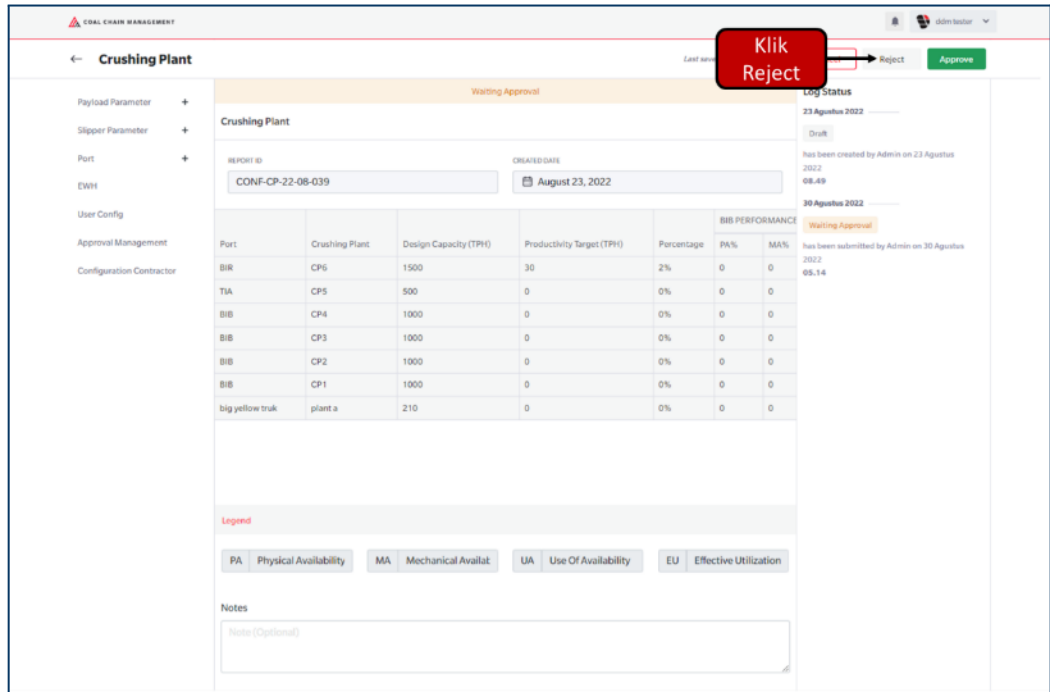 COAL CHAIN MANAGEMENT
ddm tester
← Crushing Plant
Last
Klik
Reject
Reject
Approve
Payload Parameter +
Slipper Parameter +
Port +
EWH
User Config
Approval Management
Configuration Contractor
Waiting Approval
Crushing Plant
REPORT ID CREATED DATE
CONF-CP-22-08-039 August 23, 2022
BIB PERFORMANCE
Port Crushing Plant Design Capacity (TPH) Productivity Target (TPH) Percentage PA% MA%
BIR CP6 1500 30 2% 0 0
TIA CP5 500 0 0% 0 0
BIB CP4 1000 0 0% 0 0
BIB CP3 1000 0 0% 0 0
BIB CP2 1000 0 0% 0 0
BIB CP1 1000 0 0% 0 0
big yellow truk plant a 210 0 0% 0 0
Legend
PA Physical Availability MA Mechanical Availat UA Use Of Availability EU Effective Utilization
Notes
Note (Optional)
Log Status
23 Agustus 2022
Draft
has been created by Admin on 23 Agustus
2022
08.49
30 Agustus 2022
Waiting Approval
has been submitted by Admin on 30 Agustus
2022
05.14